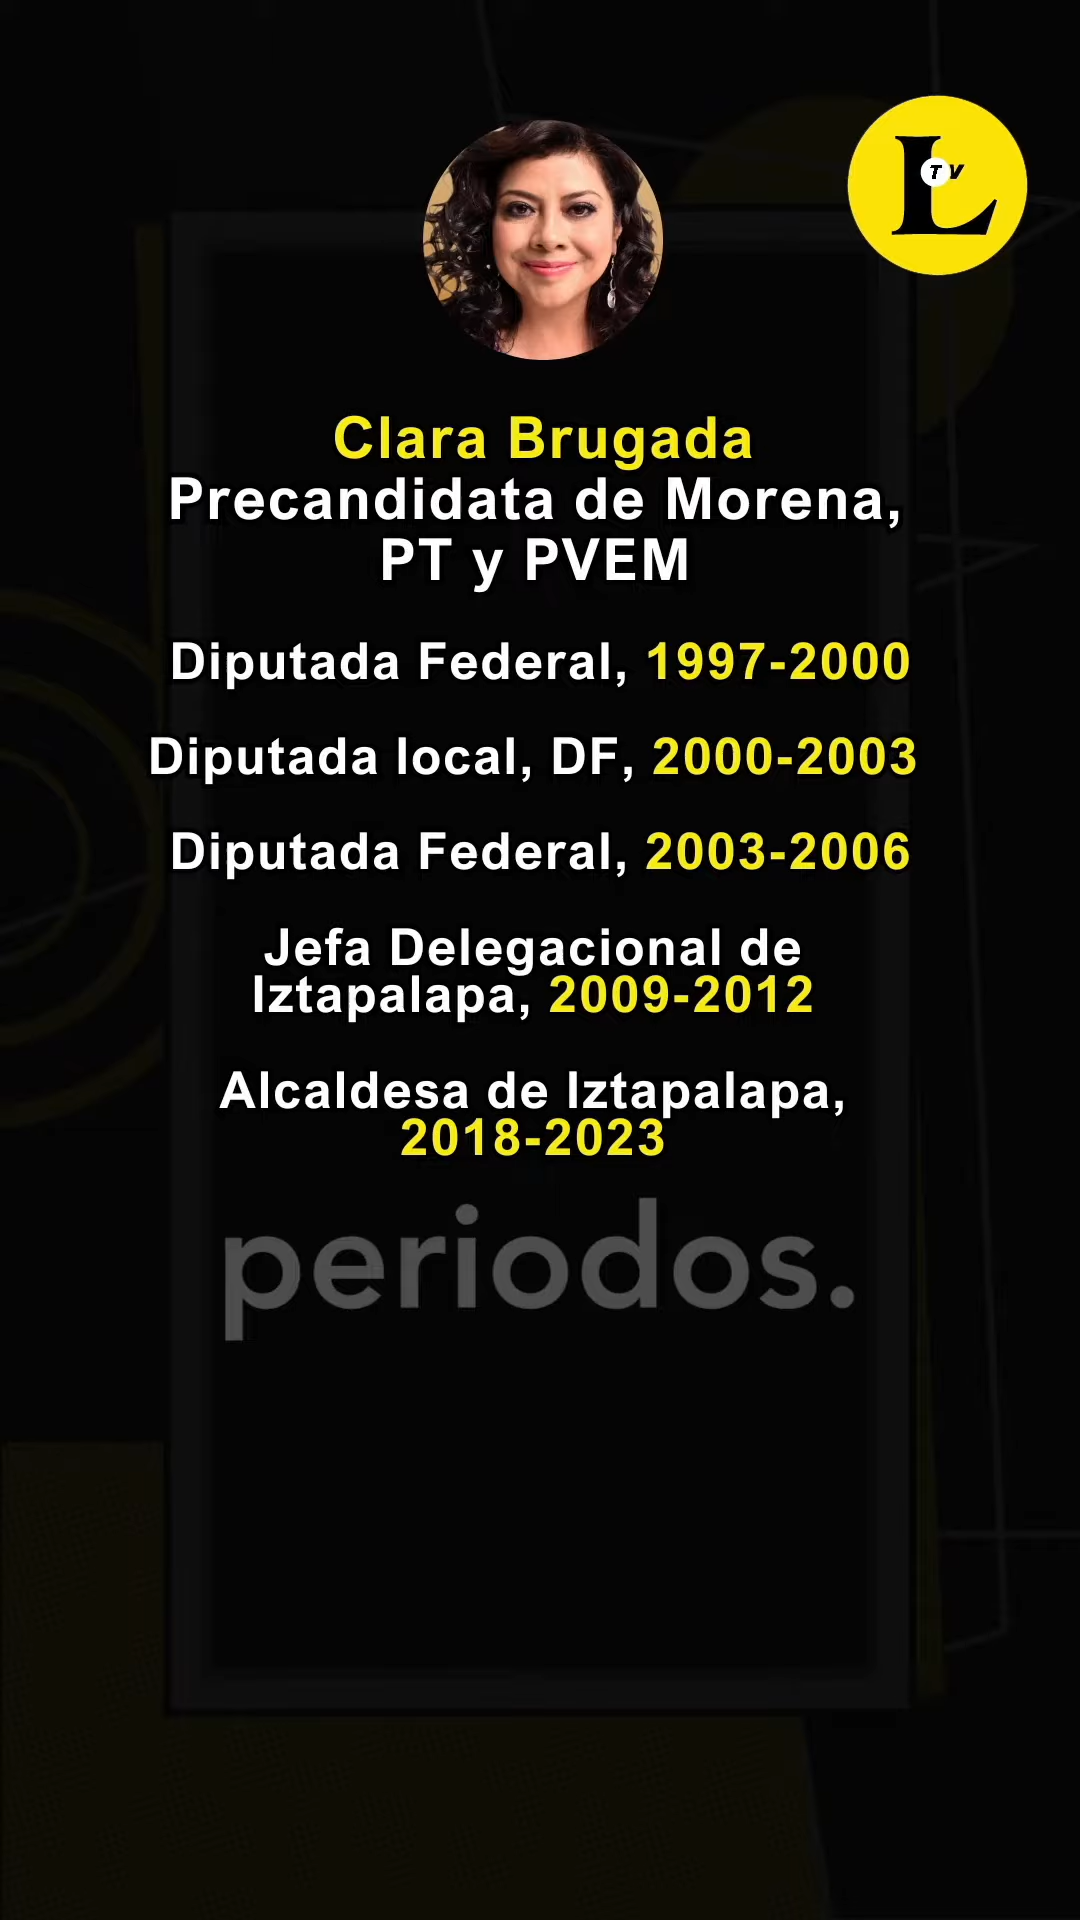 L TV
Clara Brugada
Precandidata de Morena,
PT y PVEM
Diputada Federal, 1997-2000
Diputada local, DF, 2000-2003
Diputada Federal, 2003-2006
Jefa Delegacional de
Iztapalapa, 2009-2012
Alcaldesa de Iztapalapa,
2018-2023
periodos.